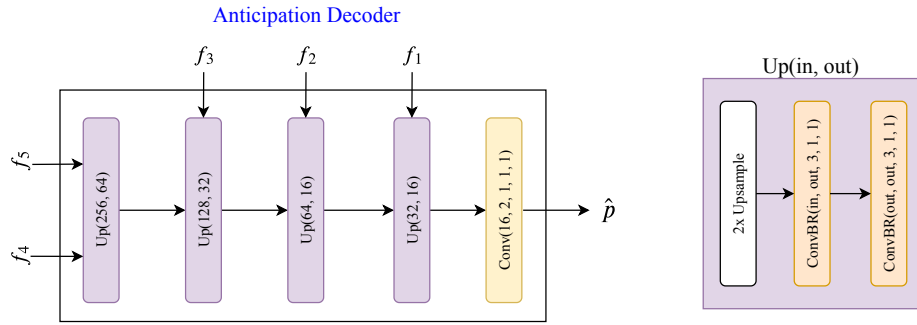 Anticipation Decoder
f3
f2
f1
f5
f4
Up(256, 64)
Up(128, 32)
Up(64, 16)
Up(32, 16)
Conv(16, 2, 1, 1, 1)
p̂
Up(in, out)
2x Upsample
ConvBR(in, out, 3, 1, 1)
ConvBR(out, out, 3, 1, 1)